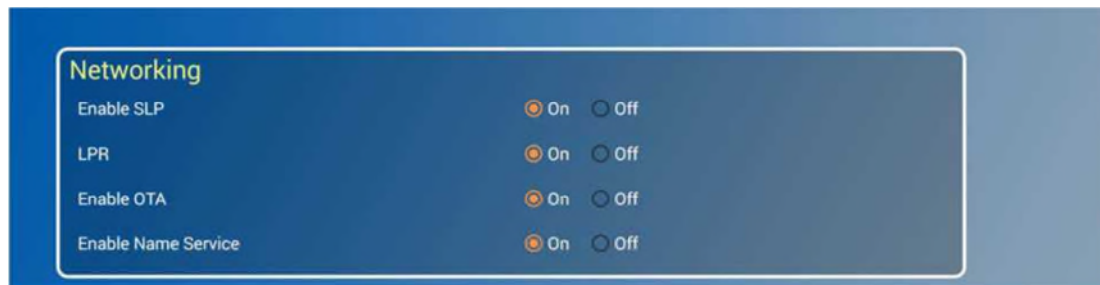 Networking
Enable SLP On Off
LPR On Off
Enable OTA On Off
Enable Name Service On Off